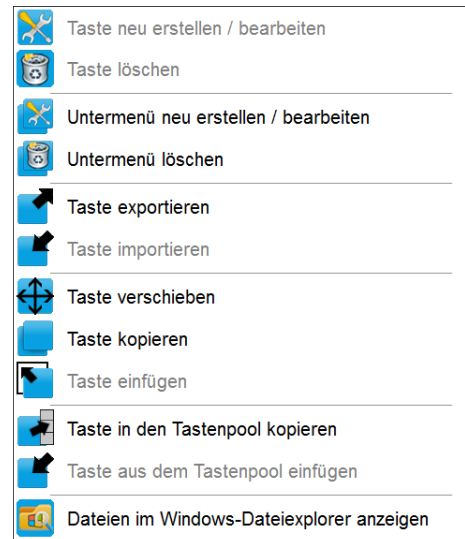 Taste neu erstellen / bearbeiten
Taste löschen
Untermenü neu erstellen / bearbeiten
Untermenü löschen
Taste exportieren
Taste importieren
Taste verschieben
Taste kopieren
Taste einfügen
Taste in den Tastenpool kopieren
Taste aus dem Tastenpool einfügen
Dateien im Windows-Dateiexplorer anzeigen